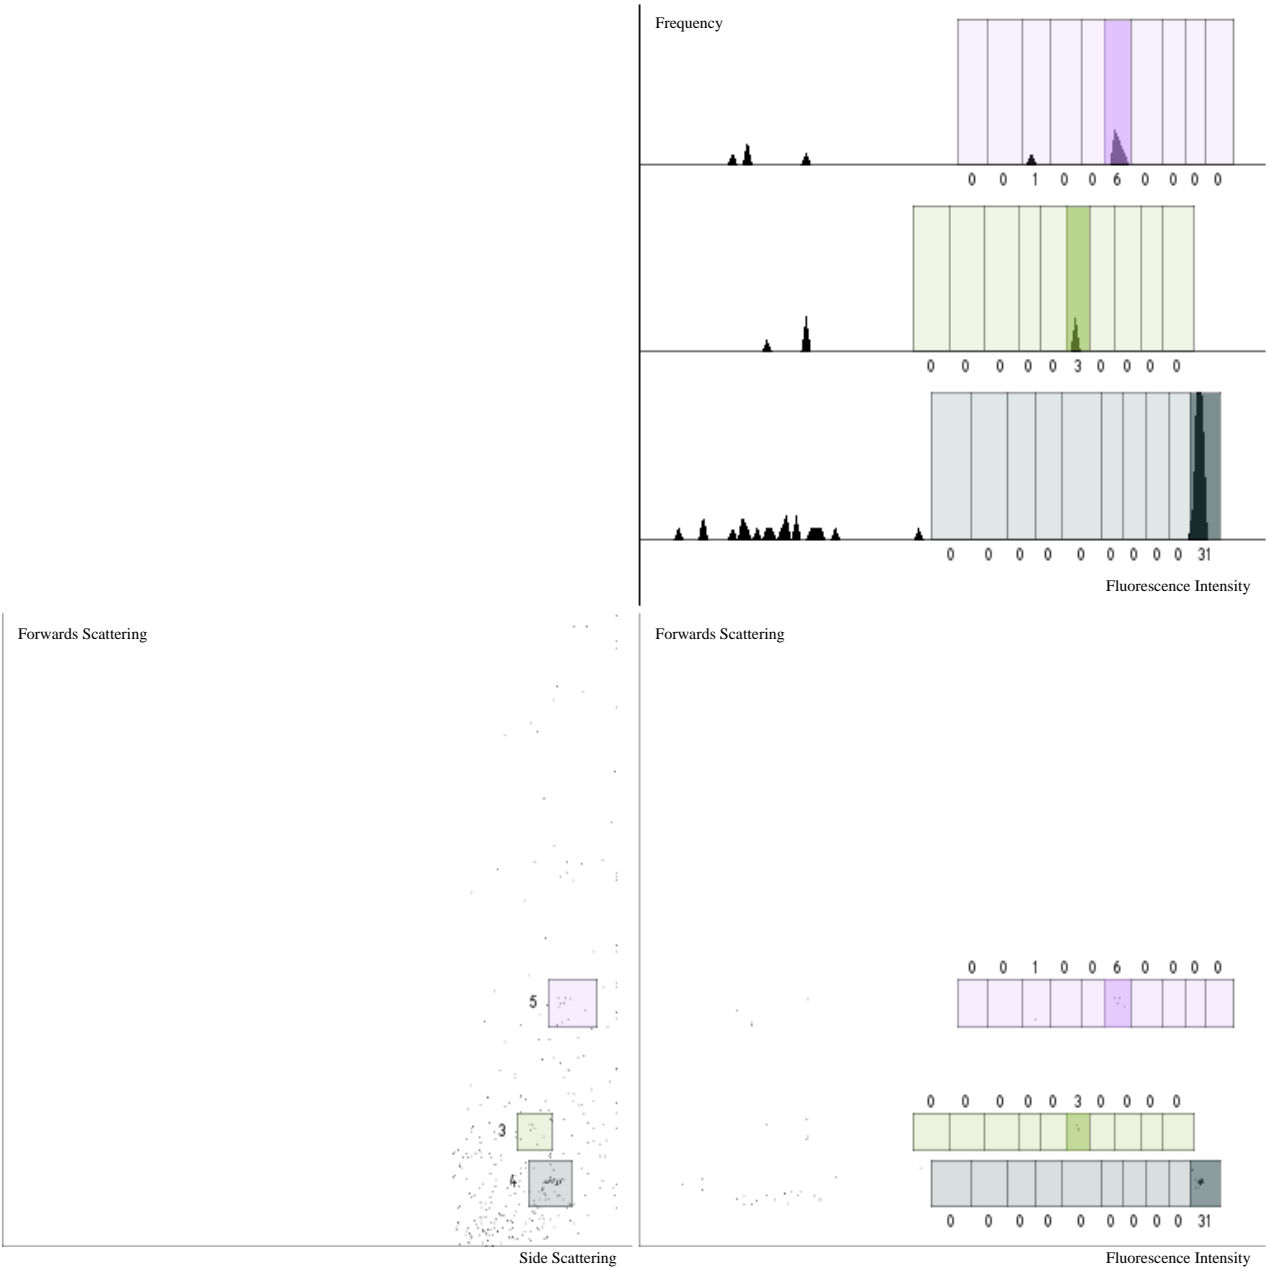 Frequency
0 0 1 0 0 6 0 0 0 0
0 0 0 0 0 3 0 0 0 0
0 0 0 0 0 0 0 0 0 31
Fluorescence Intensity
Forwards Scattering
5
3
4
Side Scattering
Forwards Scattering
0 0 1 0 0 6 0 0 0 0
0 0 0 0 0 3 0 0 0 0
0 0 0 0 0 0 0 0 0 31
Fluorescence Intensity